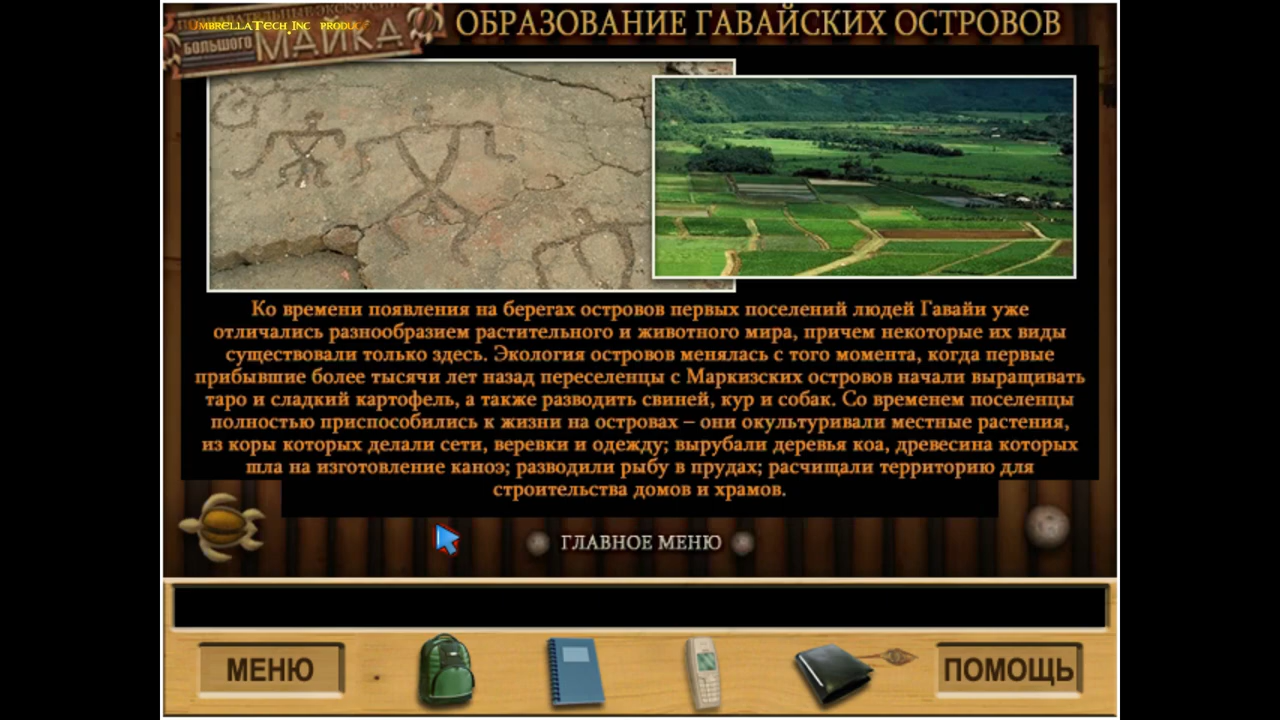 UmbrellaTech.Inc produc
БОЛЬШОГО
МАЙКА
ОБРАЗОВАНИЕ ГАВАЙСКИХ ОСТРОВОВ
Ко времени появления на берегах островов первых поселений людей Гавайи уже
отличались разнообразием растительного и животного мира, причем некоторые их виды
существовали только здесь. Экология островов менялась с того момента, когда первые
прибывшие более тысячи лет назад переселенцы с Маркизских островов начали выращивать
таро и сладкий картофель, а также разводить свиней, кур и собак. Со временем поселенцы
полностью приспособились к жизни на островах – они окультуривали местные растения,
из коры которых делали сети, веревки и одежду; вырубали деревья коа, древесина которых
шла на изготовление каноэ; разводили рыбу в прудах; расчищали территорию для
строительства домов и храмов.
ГЛАВНОЕ МЕНЮ
МЕНЮ
ПОМОЩЬ